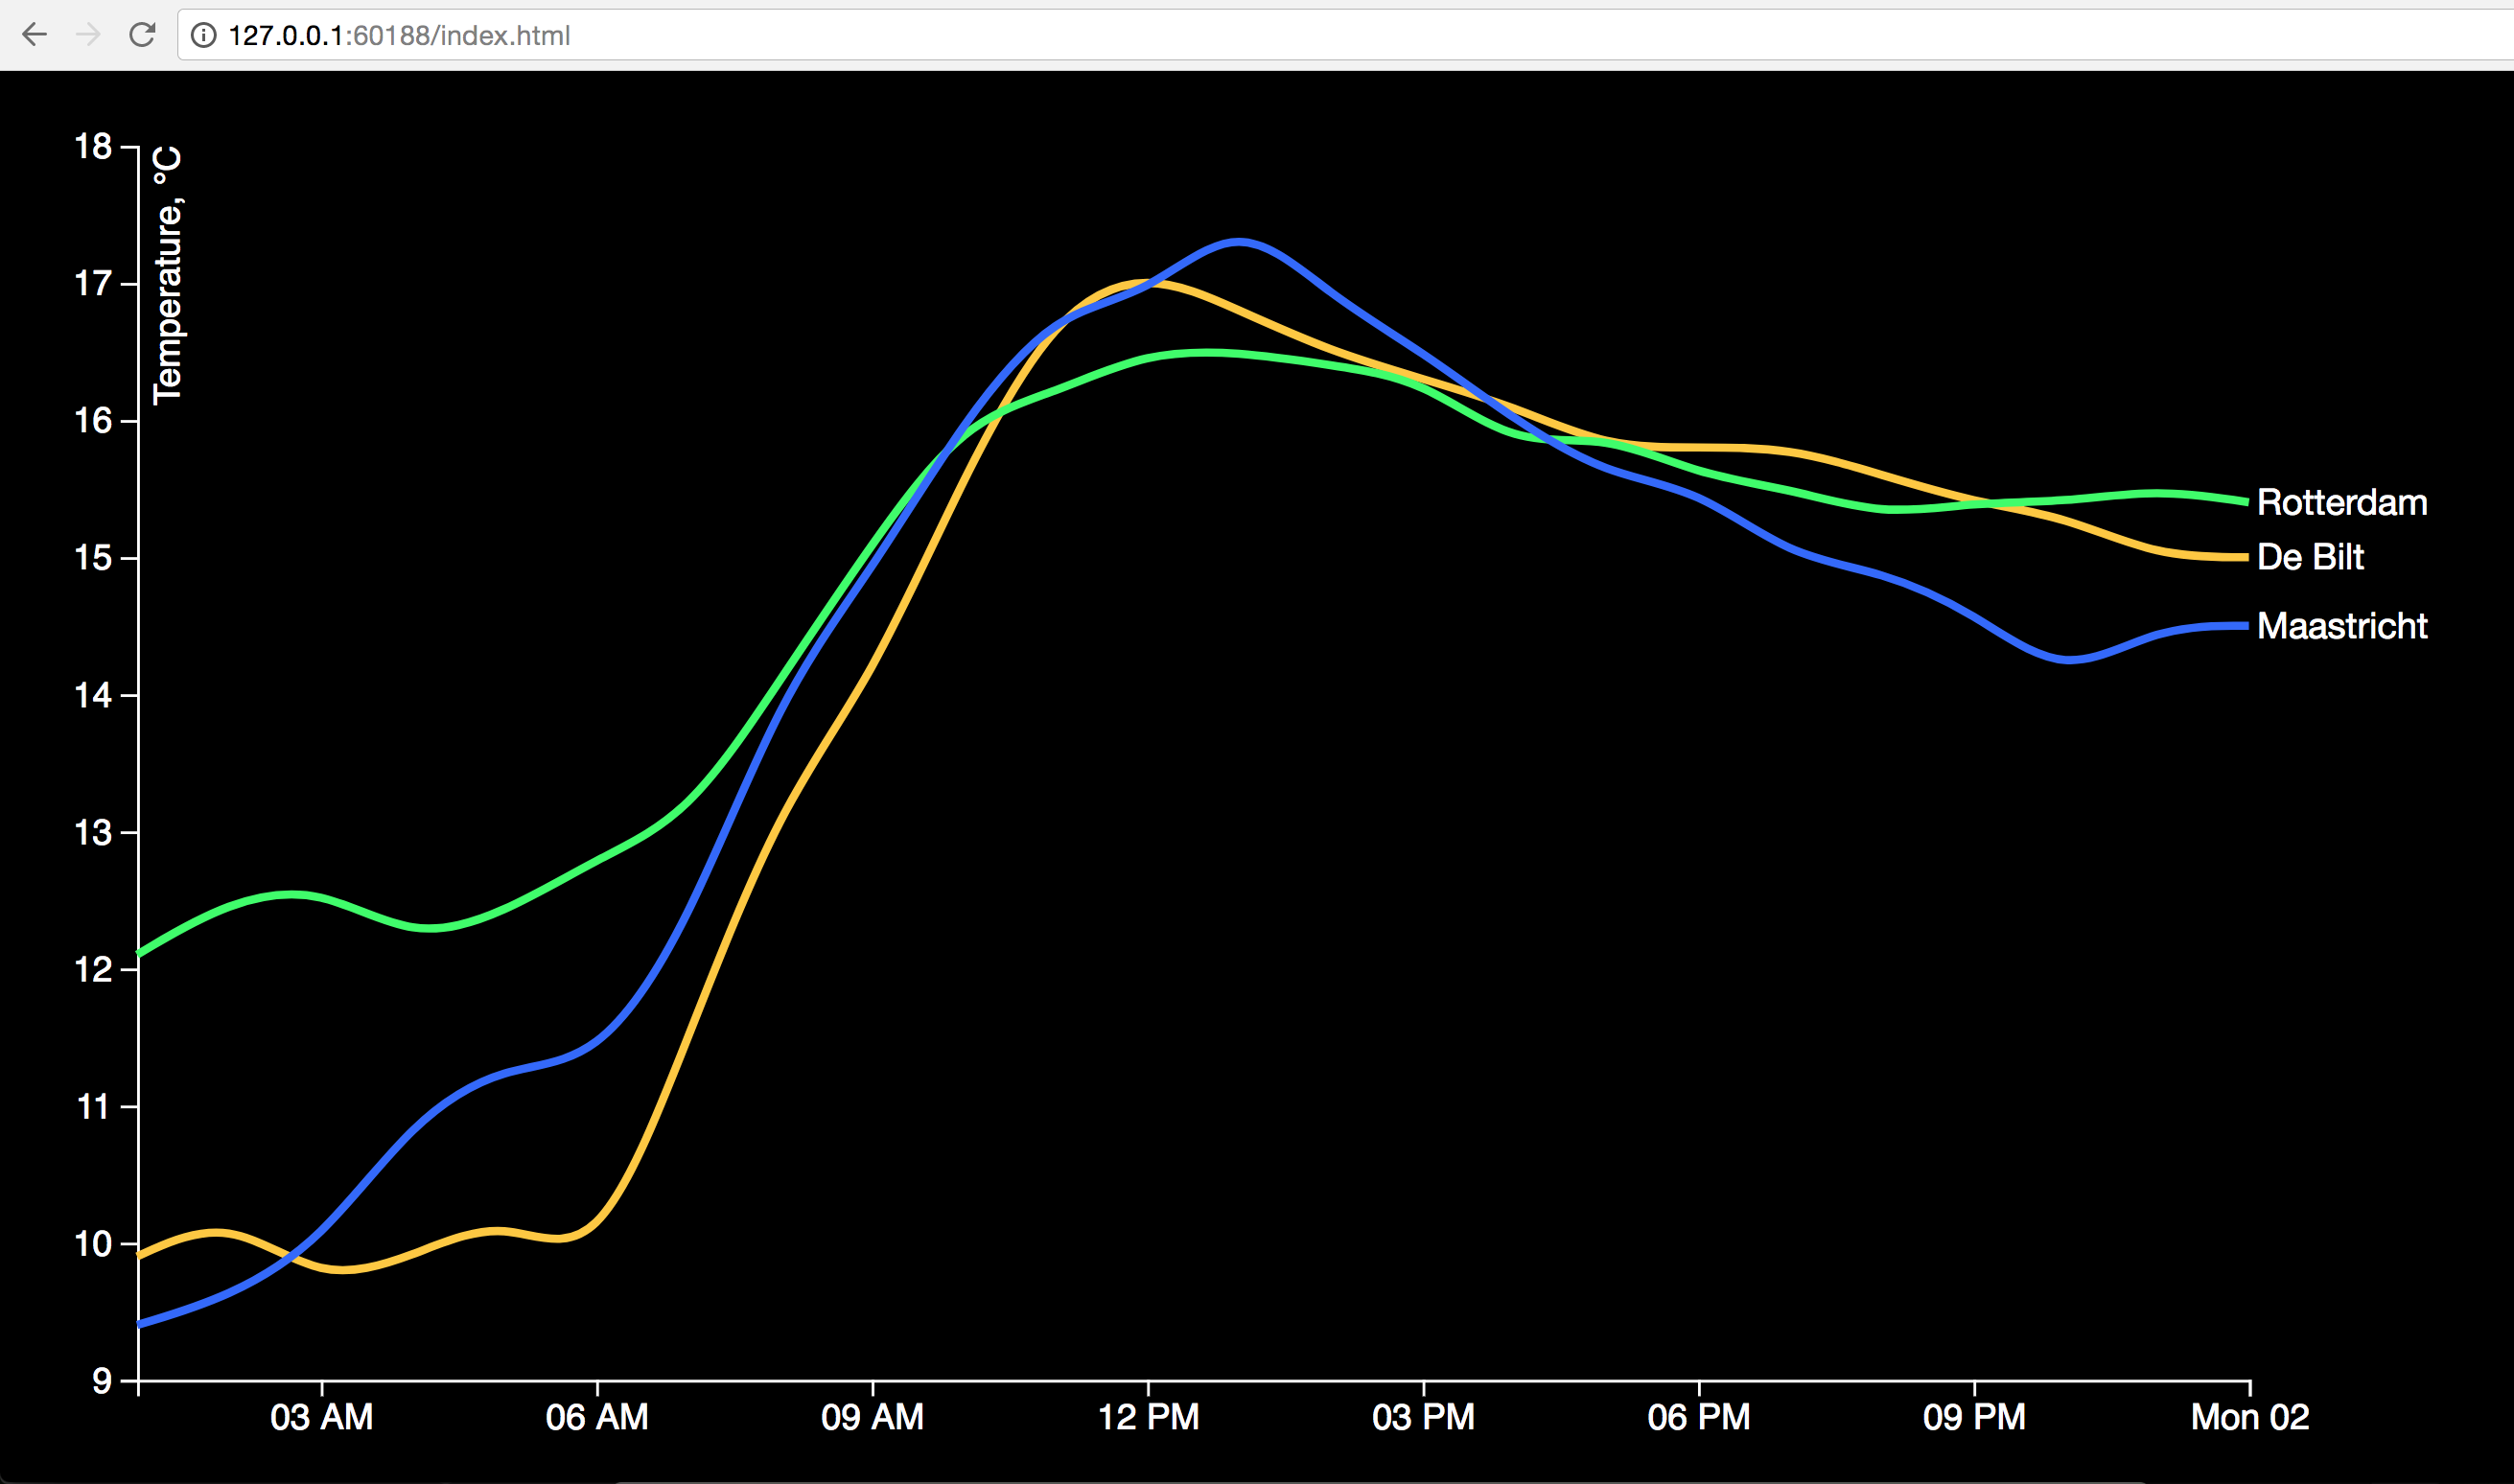 127.0.0.1:60188/index.html
Temperature, °C
18
17
16
15
14
13
12
11
10
9
Rotterdam
De Bilt
Maastricht
03 AM 06 AM 09 AM 12 PM 03 PM 06 PM 09 PM Mon 02